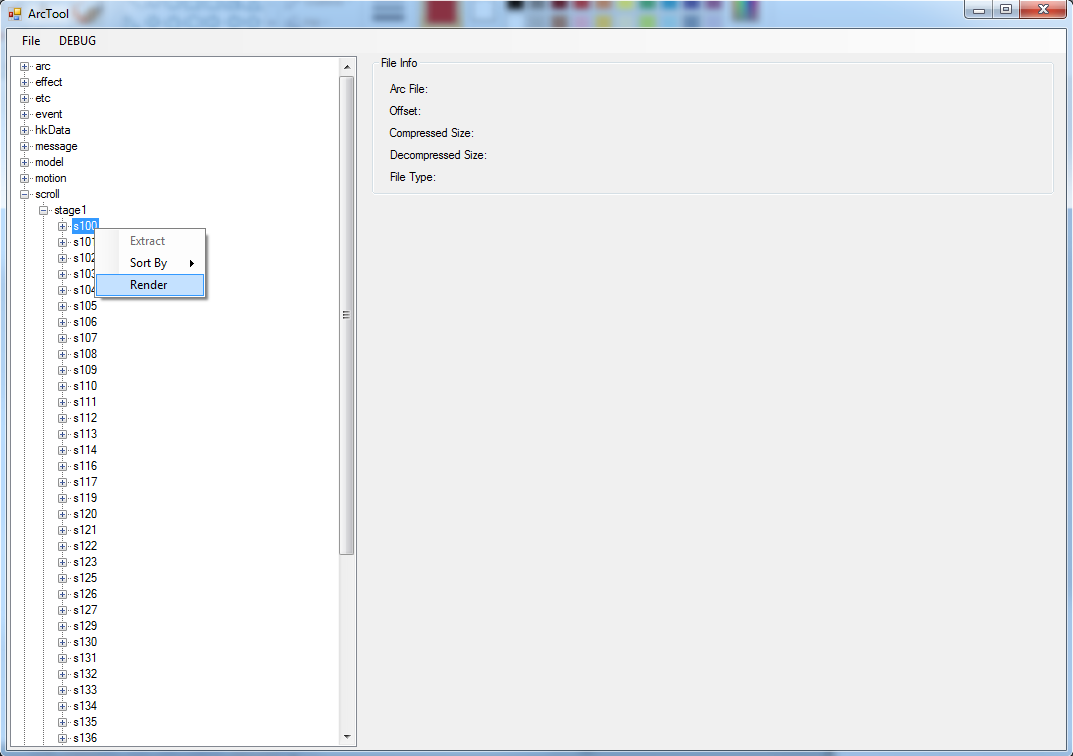 ArcTool
File DEBUG
arc
effect
etc
event
hkData
message
model
motion
scroll
stage1
s100
s101
s102
s103
s104
s105
s106
s107
s108
s109
s110
s111
s112
s113
s114
s116
s117
s119
s120
s121
s122
s123
s125
s126
s127
s129
s130
s131
s132
s133
s134
s135
s136
Extract
Sort By
Render
File Info
Arc File:
Offset:
Compressed Size:
Decompressed Size:
File Type: